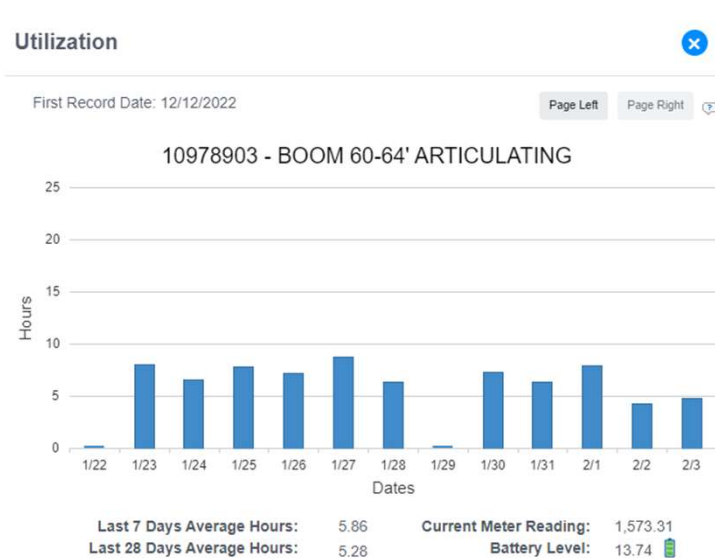 Utilization
First Record Date: 12/12/2022
Page Left
Page Right
10978903 - BOOM 60-64' ARTICULATING
25
20
15
10
5
0
Hours
1/22 1/23 1/24 1/25 1/26 1/27 1/28 1/29 1/30 1/31 2/1 2/2 2/3
Dates
Last 7 Days Average Hours: 5.86 Current Meter Reading: 1,573.31
Last 28 Days Average Hours: 5.28 Battery Level: 13.74